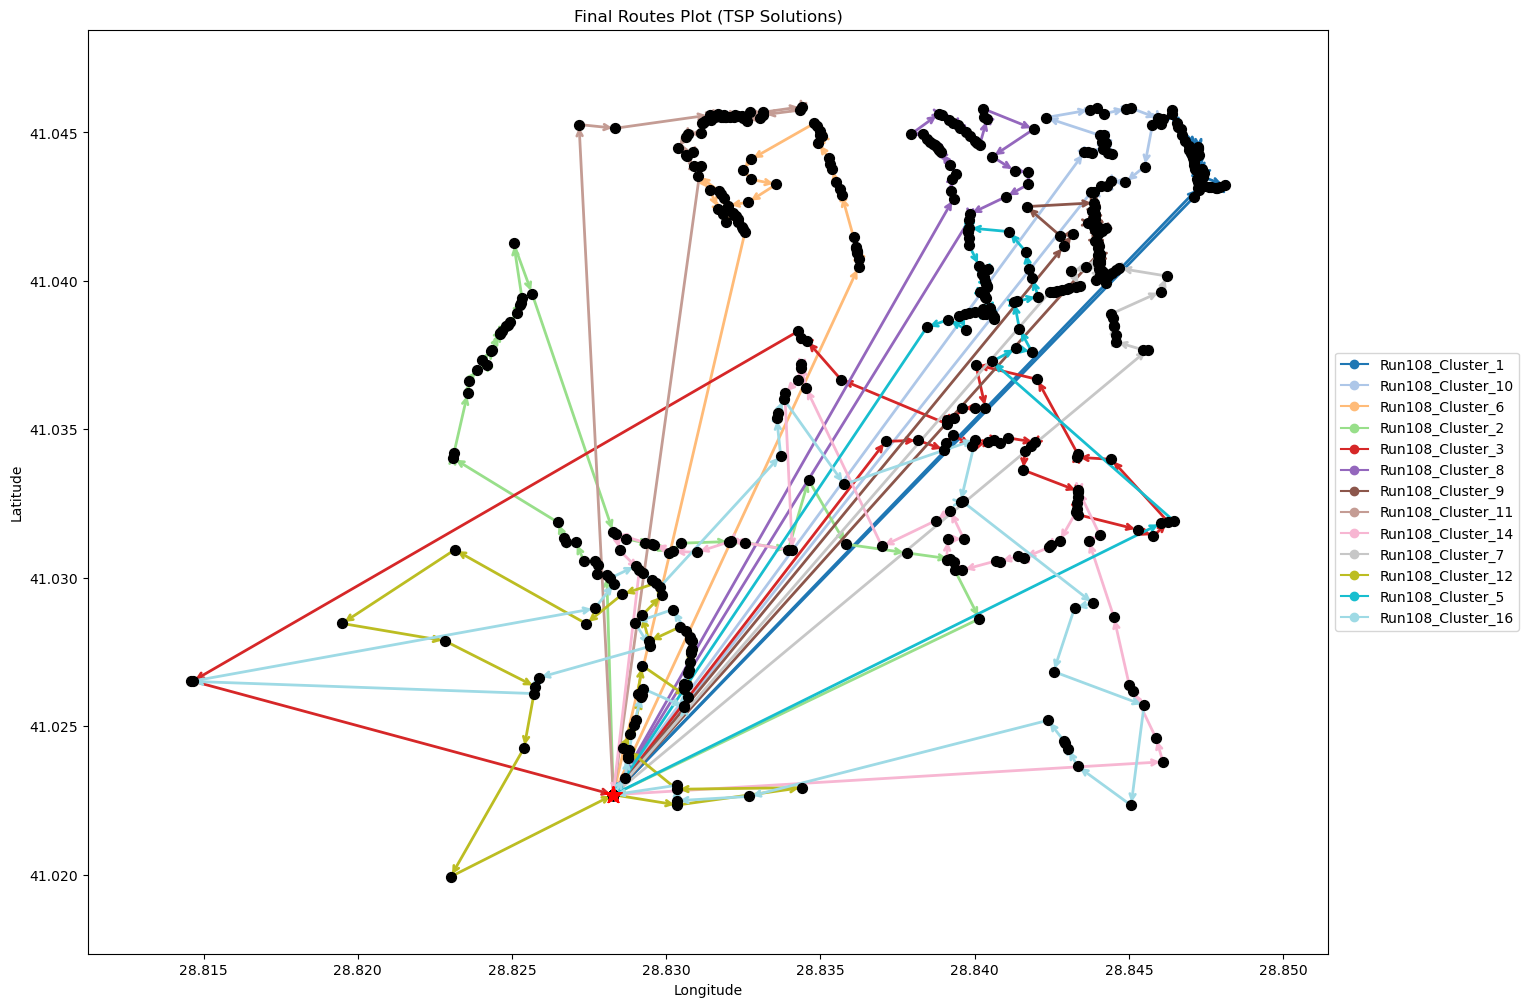 Final Routes Plot (TSP Solutions)
Latitude
41.045
41.040
41.035
41.030
41.025
41.020
28.815
28.820
28.825
28.830
28.835
28.840
28.845
28.850
Longitude
Run108_Cluster_1
Run108_Cluster_10
Run108_Cluster_6
Run108_Cluster_2
Run108_Cluster_3
Run108_Cluster_8
Run108_Cluster_9
Run108_Cluster_11
Run108_Cluster_14
Run108_Cluster_7
Run108_Cluster_12
Run108_Cluster_5
Run108_Cluster_16